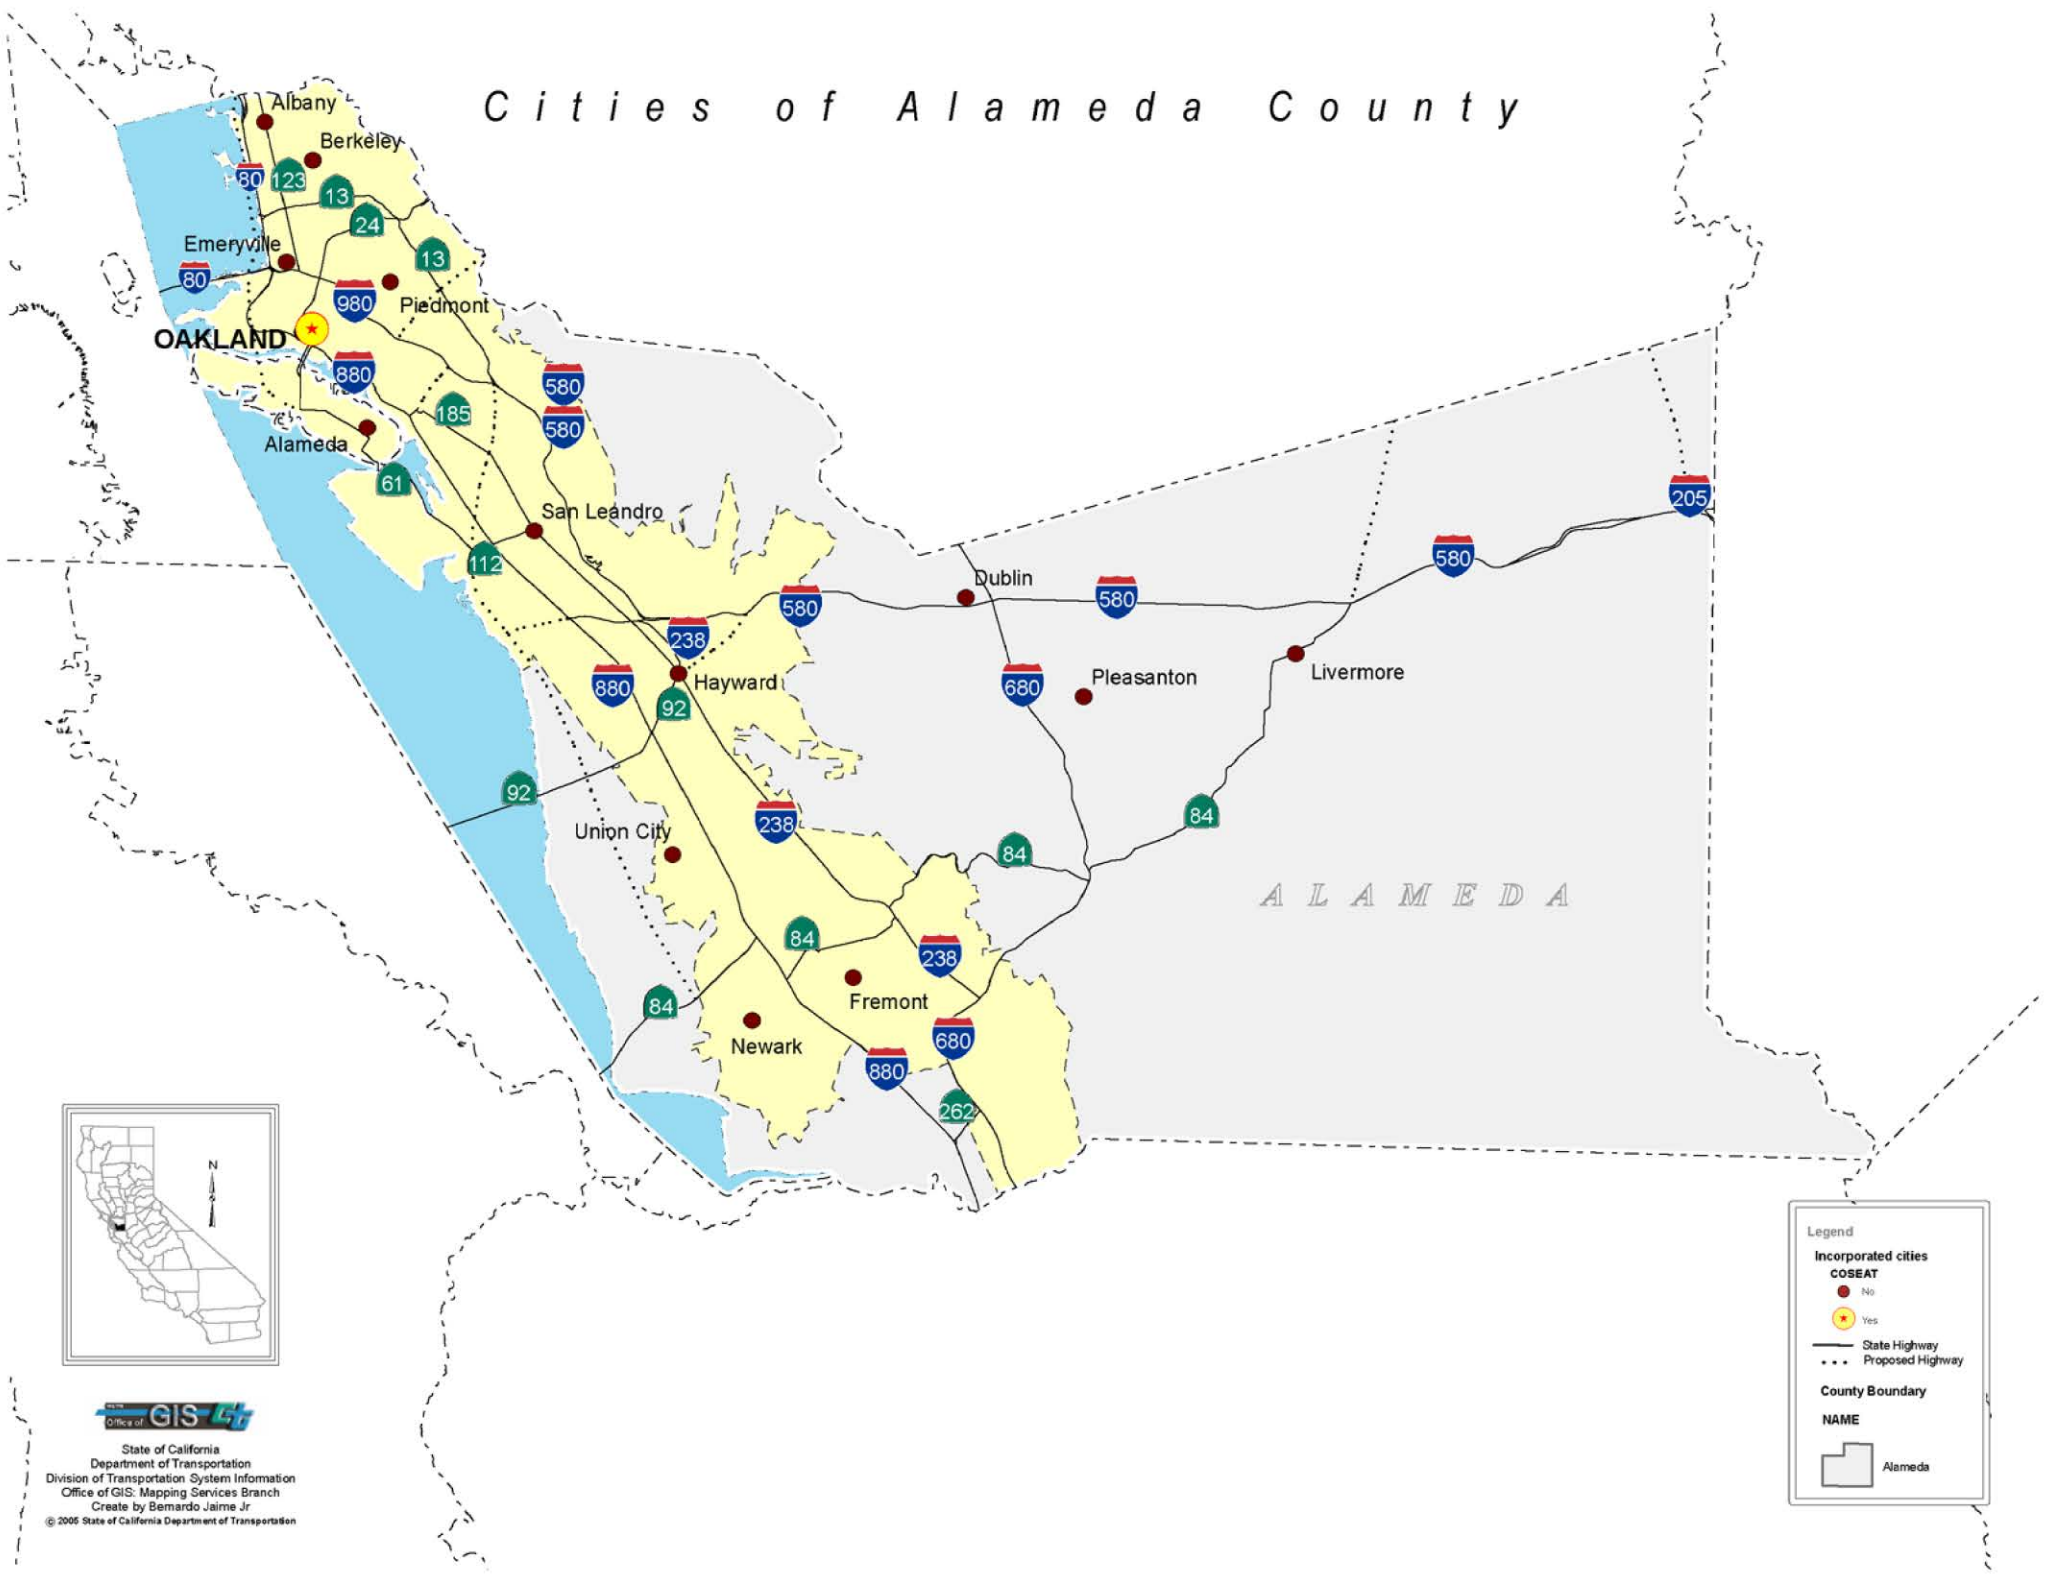 Cities of Alameda County
Albany
Berkeley
80
123
13
24
Emeryville
13
80
980
Piedmont
OAKLAND
880
580
185
580
Alameda
61
San Leandro
112
Dublin
580
580
580
205
238
880
Hayward
92
680
Pleasanton
Livermore
92
Union City
238
84
84
ALAMEDA
84
238
84
Fremont
Newark
680
880
262
N
Office of GIS
State of California
Department of Transportation
Division of Transportation System Information
Office of GIS: Mapping Services Branch
Create by Bernardo Jaime Jr
© 2005 State of California Department of Transportation
Legend
Incorporated cities
COSEAT
No
Yes
State Highway
Proposed Highway
County Boundary
NAME
Alameda